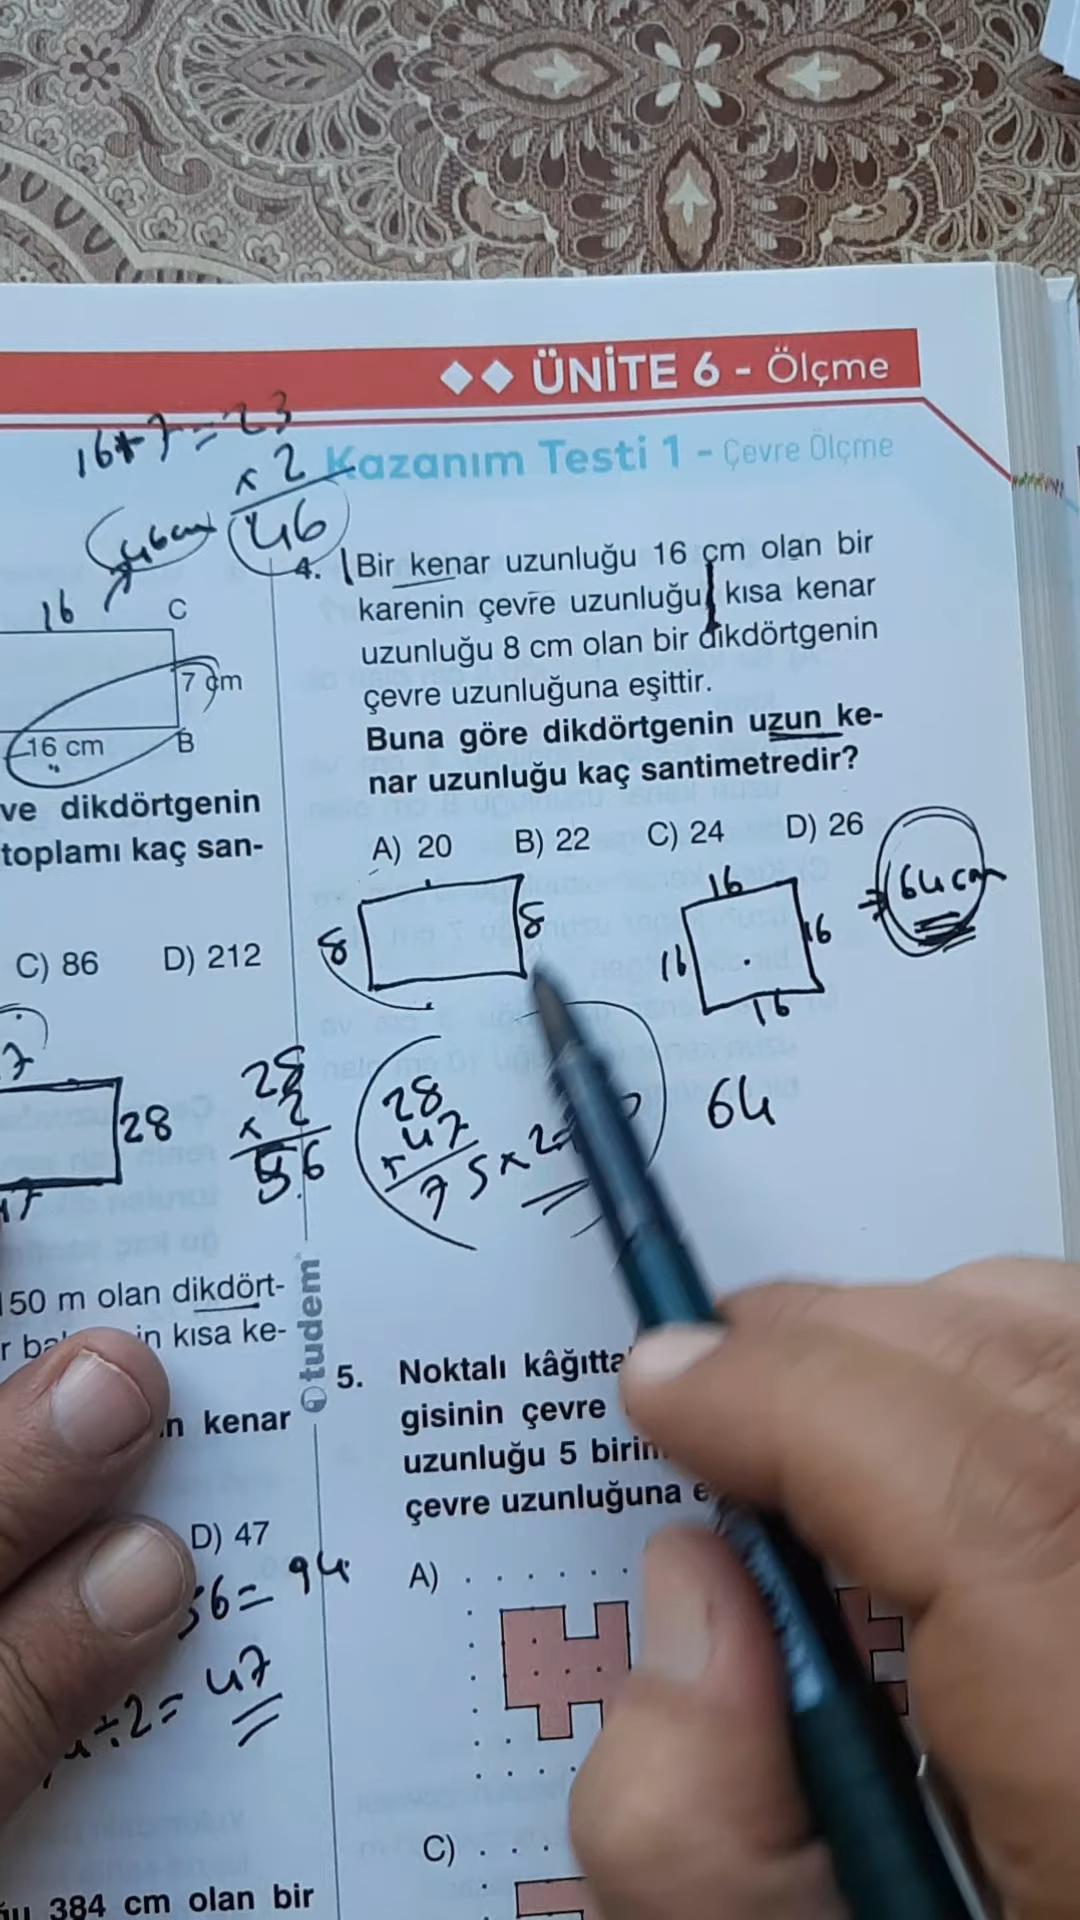 ◆◆ ÜNİTE 6 - Ölçme
Kazanım Testi 1 - Çevre Ölçme
16+7=23
x 2
46
46cm
16
C
7 cm
16 cm
B
ve dikdörtgenin
toplamı kaç san-
C) 86 D) 212
7
28
47
28
x 2
56
50 m olan dikdört-
in kısa ke-
n kenar
D) 47
56= 94
÷2= 47
384 cm olan bir
tudem
4. Bir kenar uzunluğu 16 cm olan bir
karenin çevre uzunluğu, kısa kenar
uzunluğu 8 cm olan bir dikdörtgenin
çevre uzunluğuna eşittir.
Buna göre dikdörtgenin uzun ke-
nar uzunluğu kaç santimetredir?
A) 20 B) 22 C) 24 D) 26
8
8
16
16
16
16
64 cm
28
+ 47
75 x 2
64
5. Noktalı kâğıtta
gisinin çevre
uzunluğu 5 birim
çevre uzunluğuna e
A)
C)